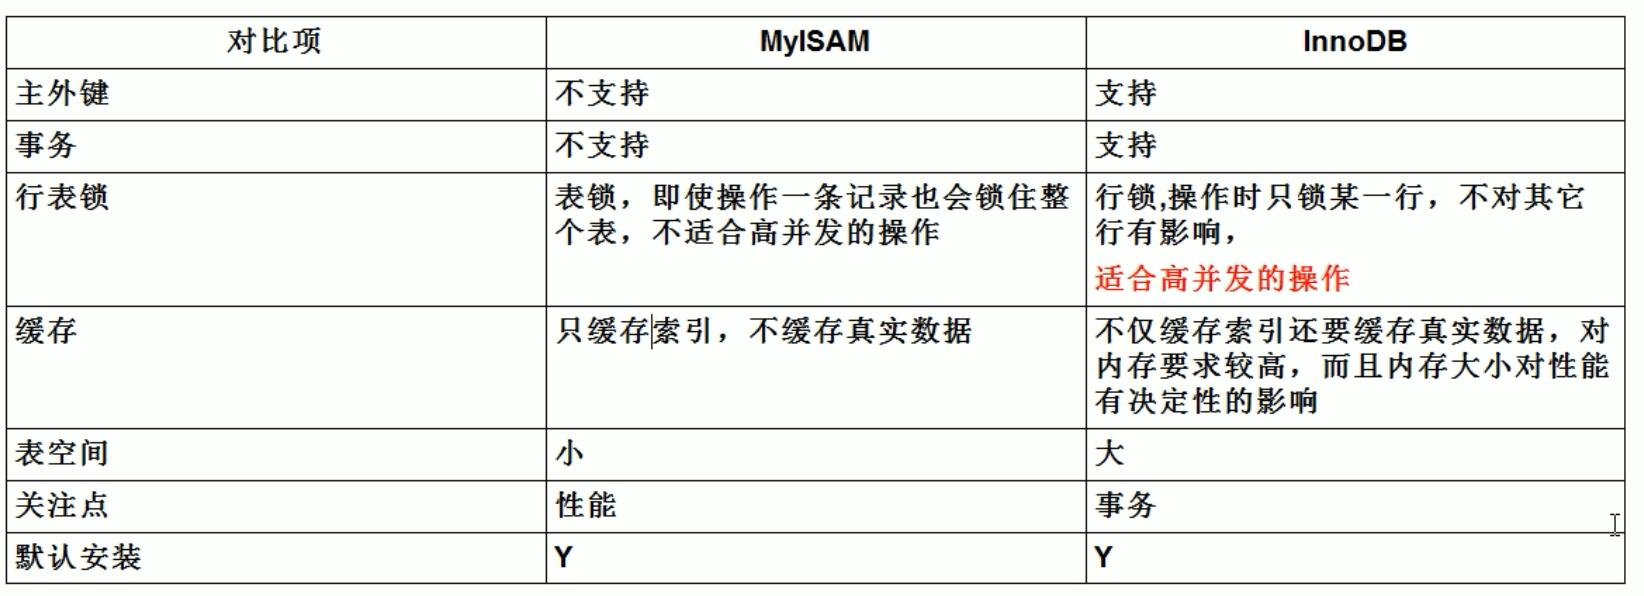 对比项 MyISAM InnoDB
主外键 不支持 支持
事务 不支持 支持
行表锁 表锁，即使操作一条记录也会锁住整 行锁,操作时只锁某一行，不对其它
个表，不适合高并发的操作 行有影响，
适合高并发的操作
缓存 只缓存索引，不缓存真实数据 不仅缓存索引还要缓存真实数据，对
内存要求较高，而且内存大小对性能
有决定性的影响
表空间 小 大
关注点 性能 事务
默认安装 Y Y